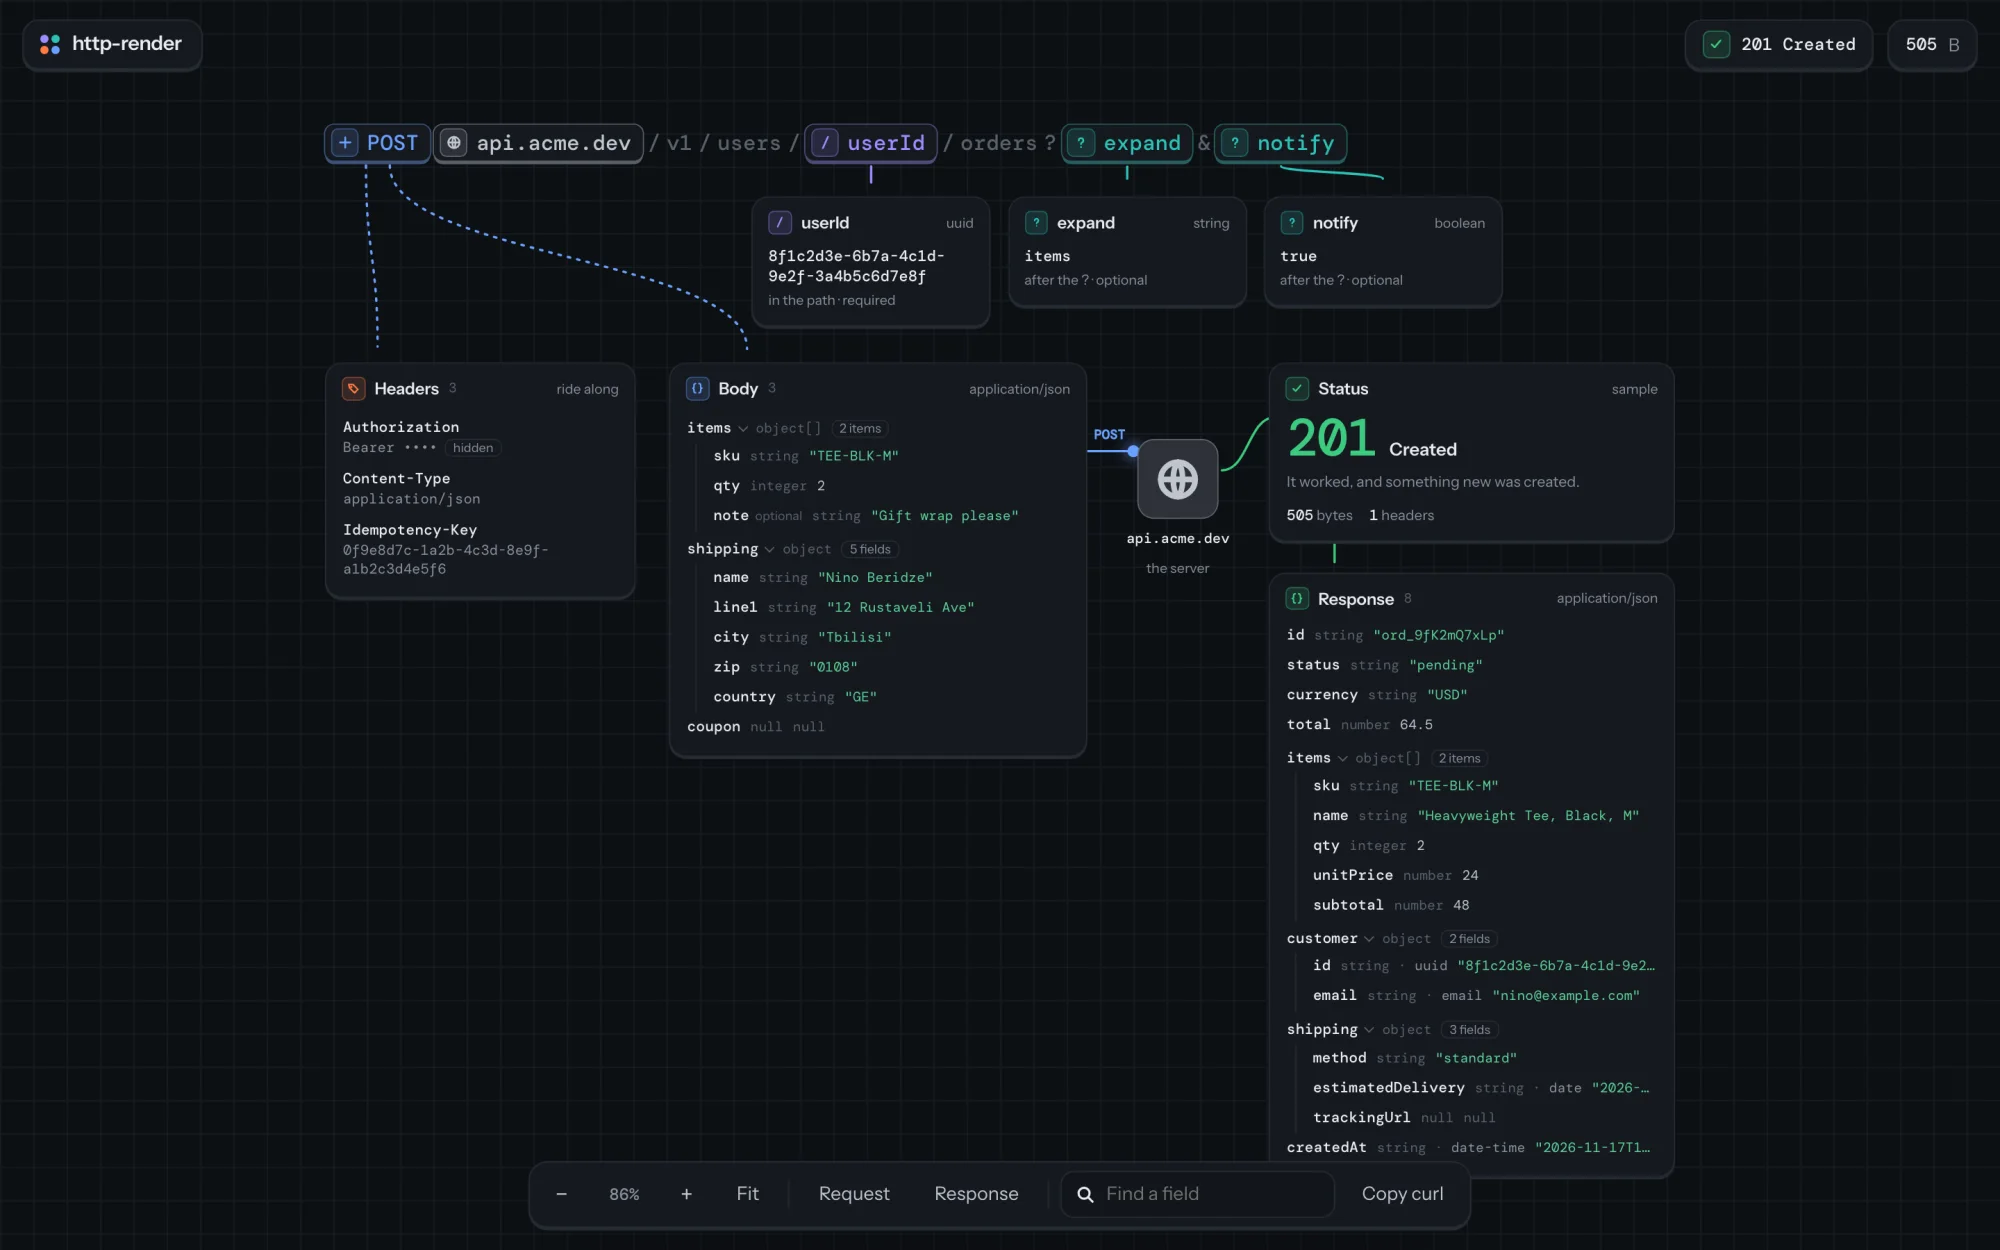 http-render
201 Created
505 B
+ POST api.acme.dev / v1 / users / / userId / orders ? ? expand & ? notify
/ userId uuid
8f1c2d3e-6b7a-4c1d-
9e2f-3a4b5c6d7e8f
in the path · required
? expand string
items
after the ? · optional
? notify boolean
true
after the ? · optional
Headers 3 ride along
Authorization
Bearer •••• hidden
Content-Type
application/json
Idempotency-Key
0f9e8d7c-1a2b-4c3d-8e9f-
a1b2c3d4e5f6
{} Body 3 application/json
items object[] 2 items
sku string "TEE-BLK-M"
qty integer 2
note optional string "Gift wrap please"
shipping object 5 fields
name string "Nino Beridze"
line1 string "12 Rustaveli Ave"
city string "Tbilisi"
zip string "0108"
country string "GE"
coupon null null
POST
api.acme.dev
the server
Status sample
201 Created
It worked, and something new was created.
505 bytes 1 headers
{} Response 8 application/json
id string "ord_9fK2mQ7xLp"
status string "pending"
currency string "USD"
total number 64.5
items object[] 2 items
sku string "TEE-BLK-M"
name string "Heavyweight Tee, Black, M"
qty integer 2
unitPrice number 24
subtotal number 48
customer object 2 fields
id string · uuid "8f1c2d3e-6b7a-4c1d-9e2…
email string · email "nino@example.com"
shipping object 3 fields
method string "standard"
estimatedDelivery string · date "2026-…
trackingUrl null null
createdAt string · date-time "2026-11-17T1…
− 86% + Fit Request Response Find a field Copy curl